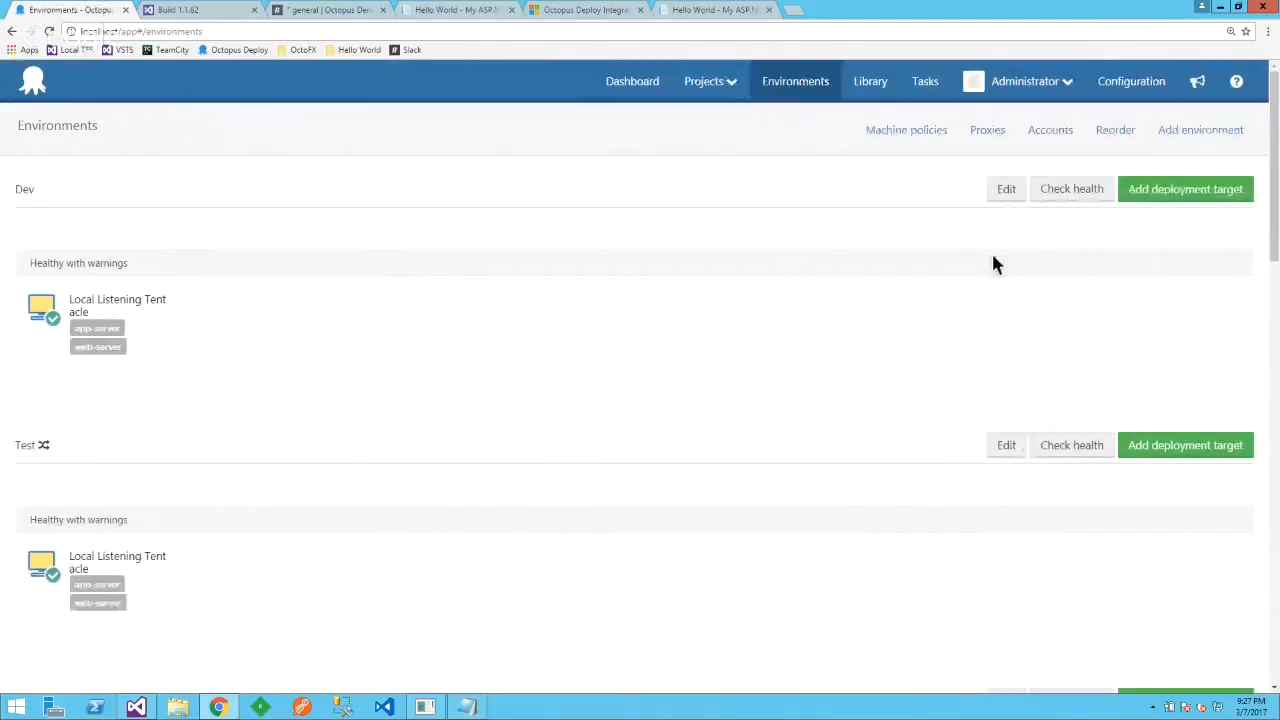 Environments - Octopu
Build 1.1.62
* general | Octopus Den
Hello World - My ASP.N
Octopus Deploy Integra
Hello World - My ASP.N
localhost/app#/environments
Apps
Local TFS
VSTS
TeamCity
Octopus Deploy
OctoFX
Hello World
Slack
Dashboard
Projects
Environments
Library
Tasks
Administrator
Configuration
Environments
Machine policies
Proxies
Accounts
Reorder
Add environment
Dev
Edit
Check health
Add deployment target
Healthy with warnings
Local Listening Tent
acle
app-server
web-server
Test
Edit
Check health
Add deployment target
Healthy with warnings
Local Listening Tent
acle
app-server
web-server
9:27 PM
3/7/2017